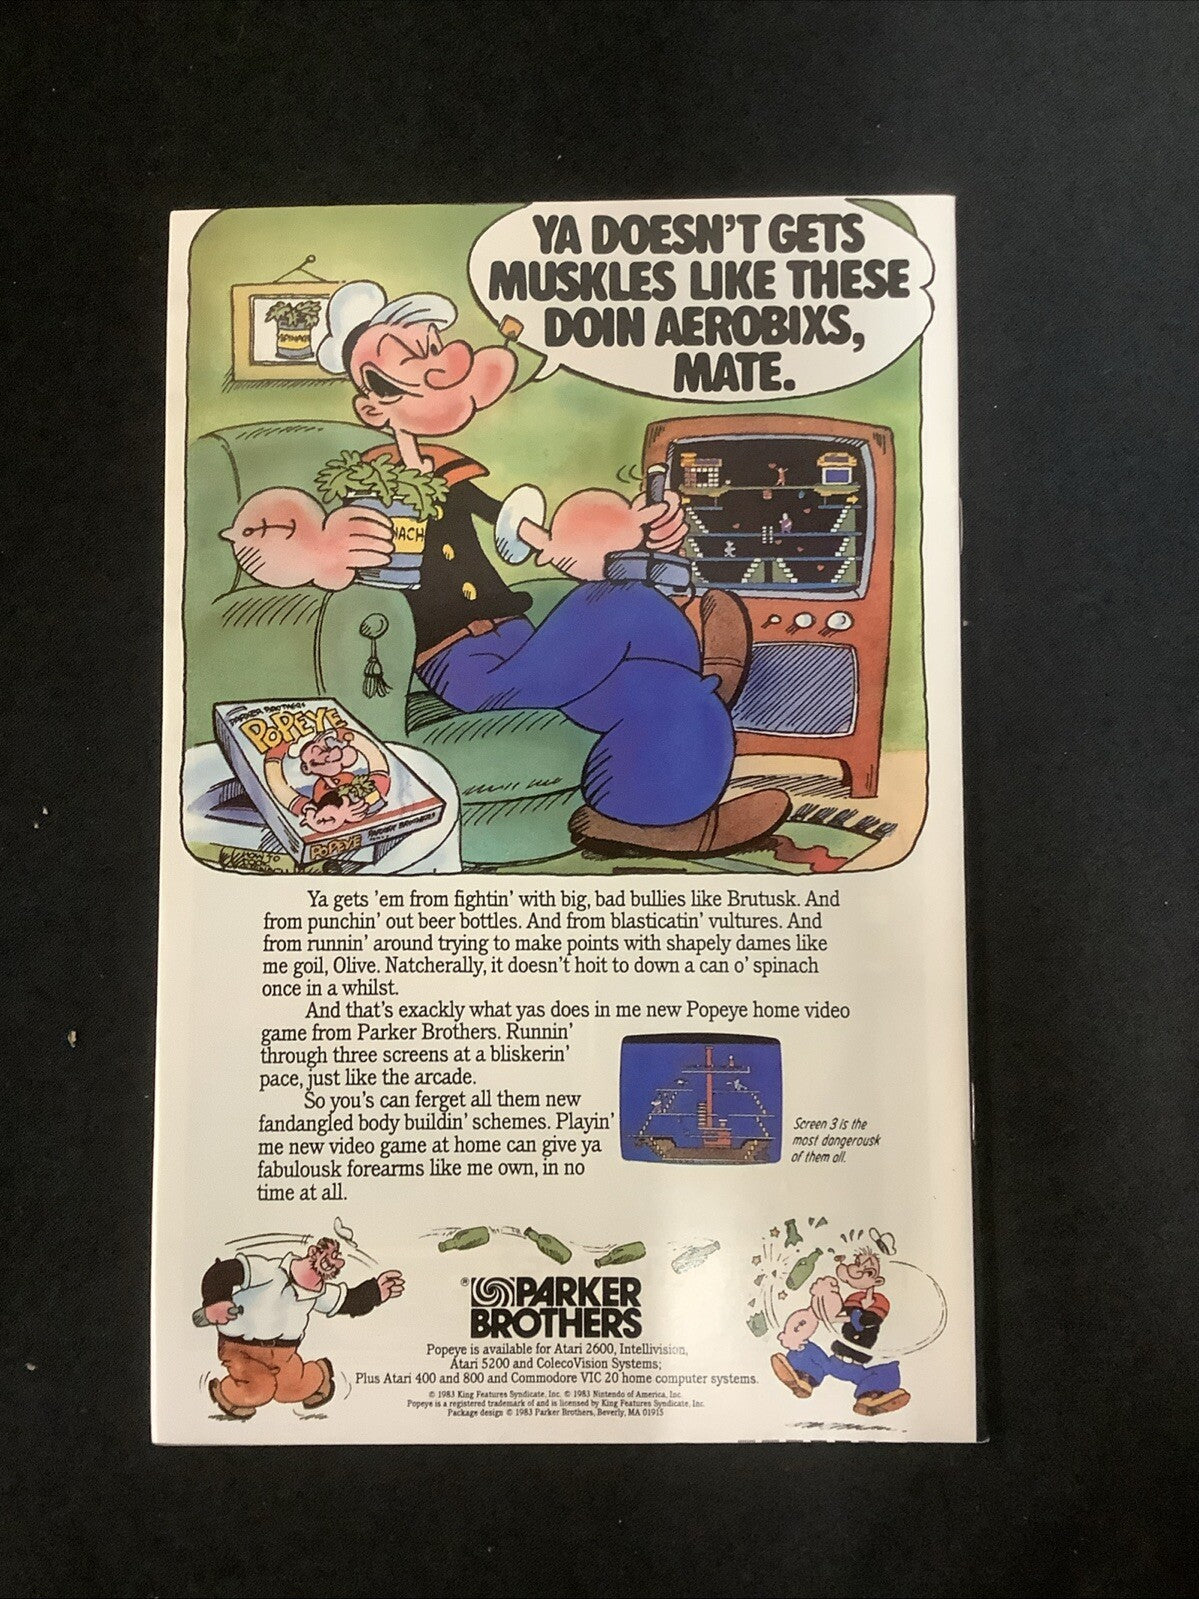 YA DOESN'T GETS
MUSKLES LIKE THESE
DOIN AEROBIXS,
MATE.
SPINACH
NACH
PARKER BROTHERS
POPEYE
POPEYE
PARKER BROTHERS
Ya gets 'em from fightin' with big, bad bullies like Brutusk. And
from punchin' out beer bottles. And from blasticatin' vultures. And
from runnin' around trying to make points with shapely dames like
me goil, Olive. Natcherally, it doesn't hoit to down a can o' spinach
once in a whilst.
And that's exackly what yas does in me new Popeye home video
game from Parker Brothers. Runnin'
through three screens at a bliskerin'
pace, just like the arcade.
So you's can ferget all them new
fandangled body buildin' schemes. Playin'
me new video game at home can give ya
fabulousk forearms like me own, in no
time at all.
Screen 3 is the
most dangerousk
of them all.
® PARKER
BROTHERS
Popeye is available for Atari 2600, Intellivision,
Atari 5200 and ColecoVision Systems;
Plus Atari 400 and 800 and Commodore VIC 20 home computer systems.
© 1983 King Features Syndicate, Inc. © 1983 Nintendo of America, Inc.
Popeye is a registered trademark of and is licensed by King Features Syndicate, Inc.
Package design © 1983 Parker Brothers, Beverly, MA 01915